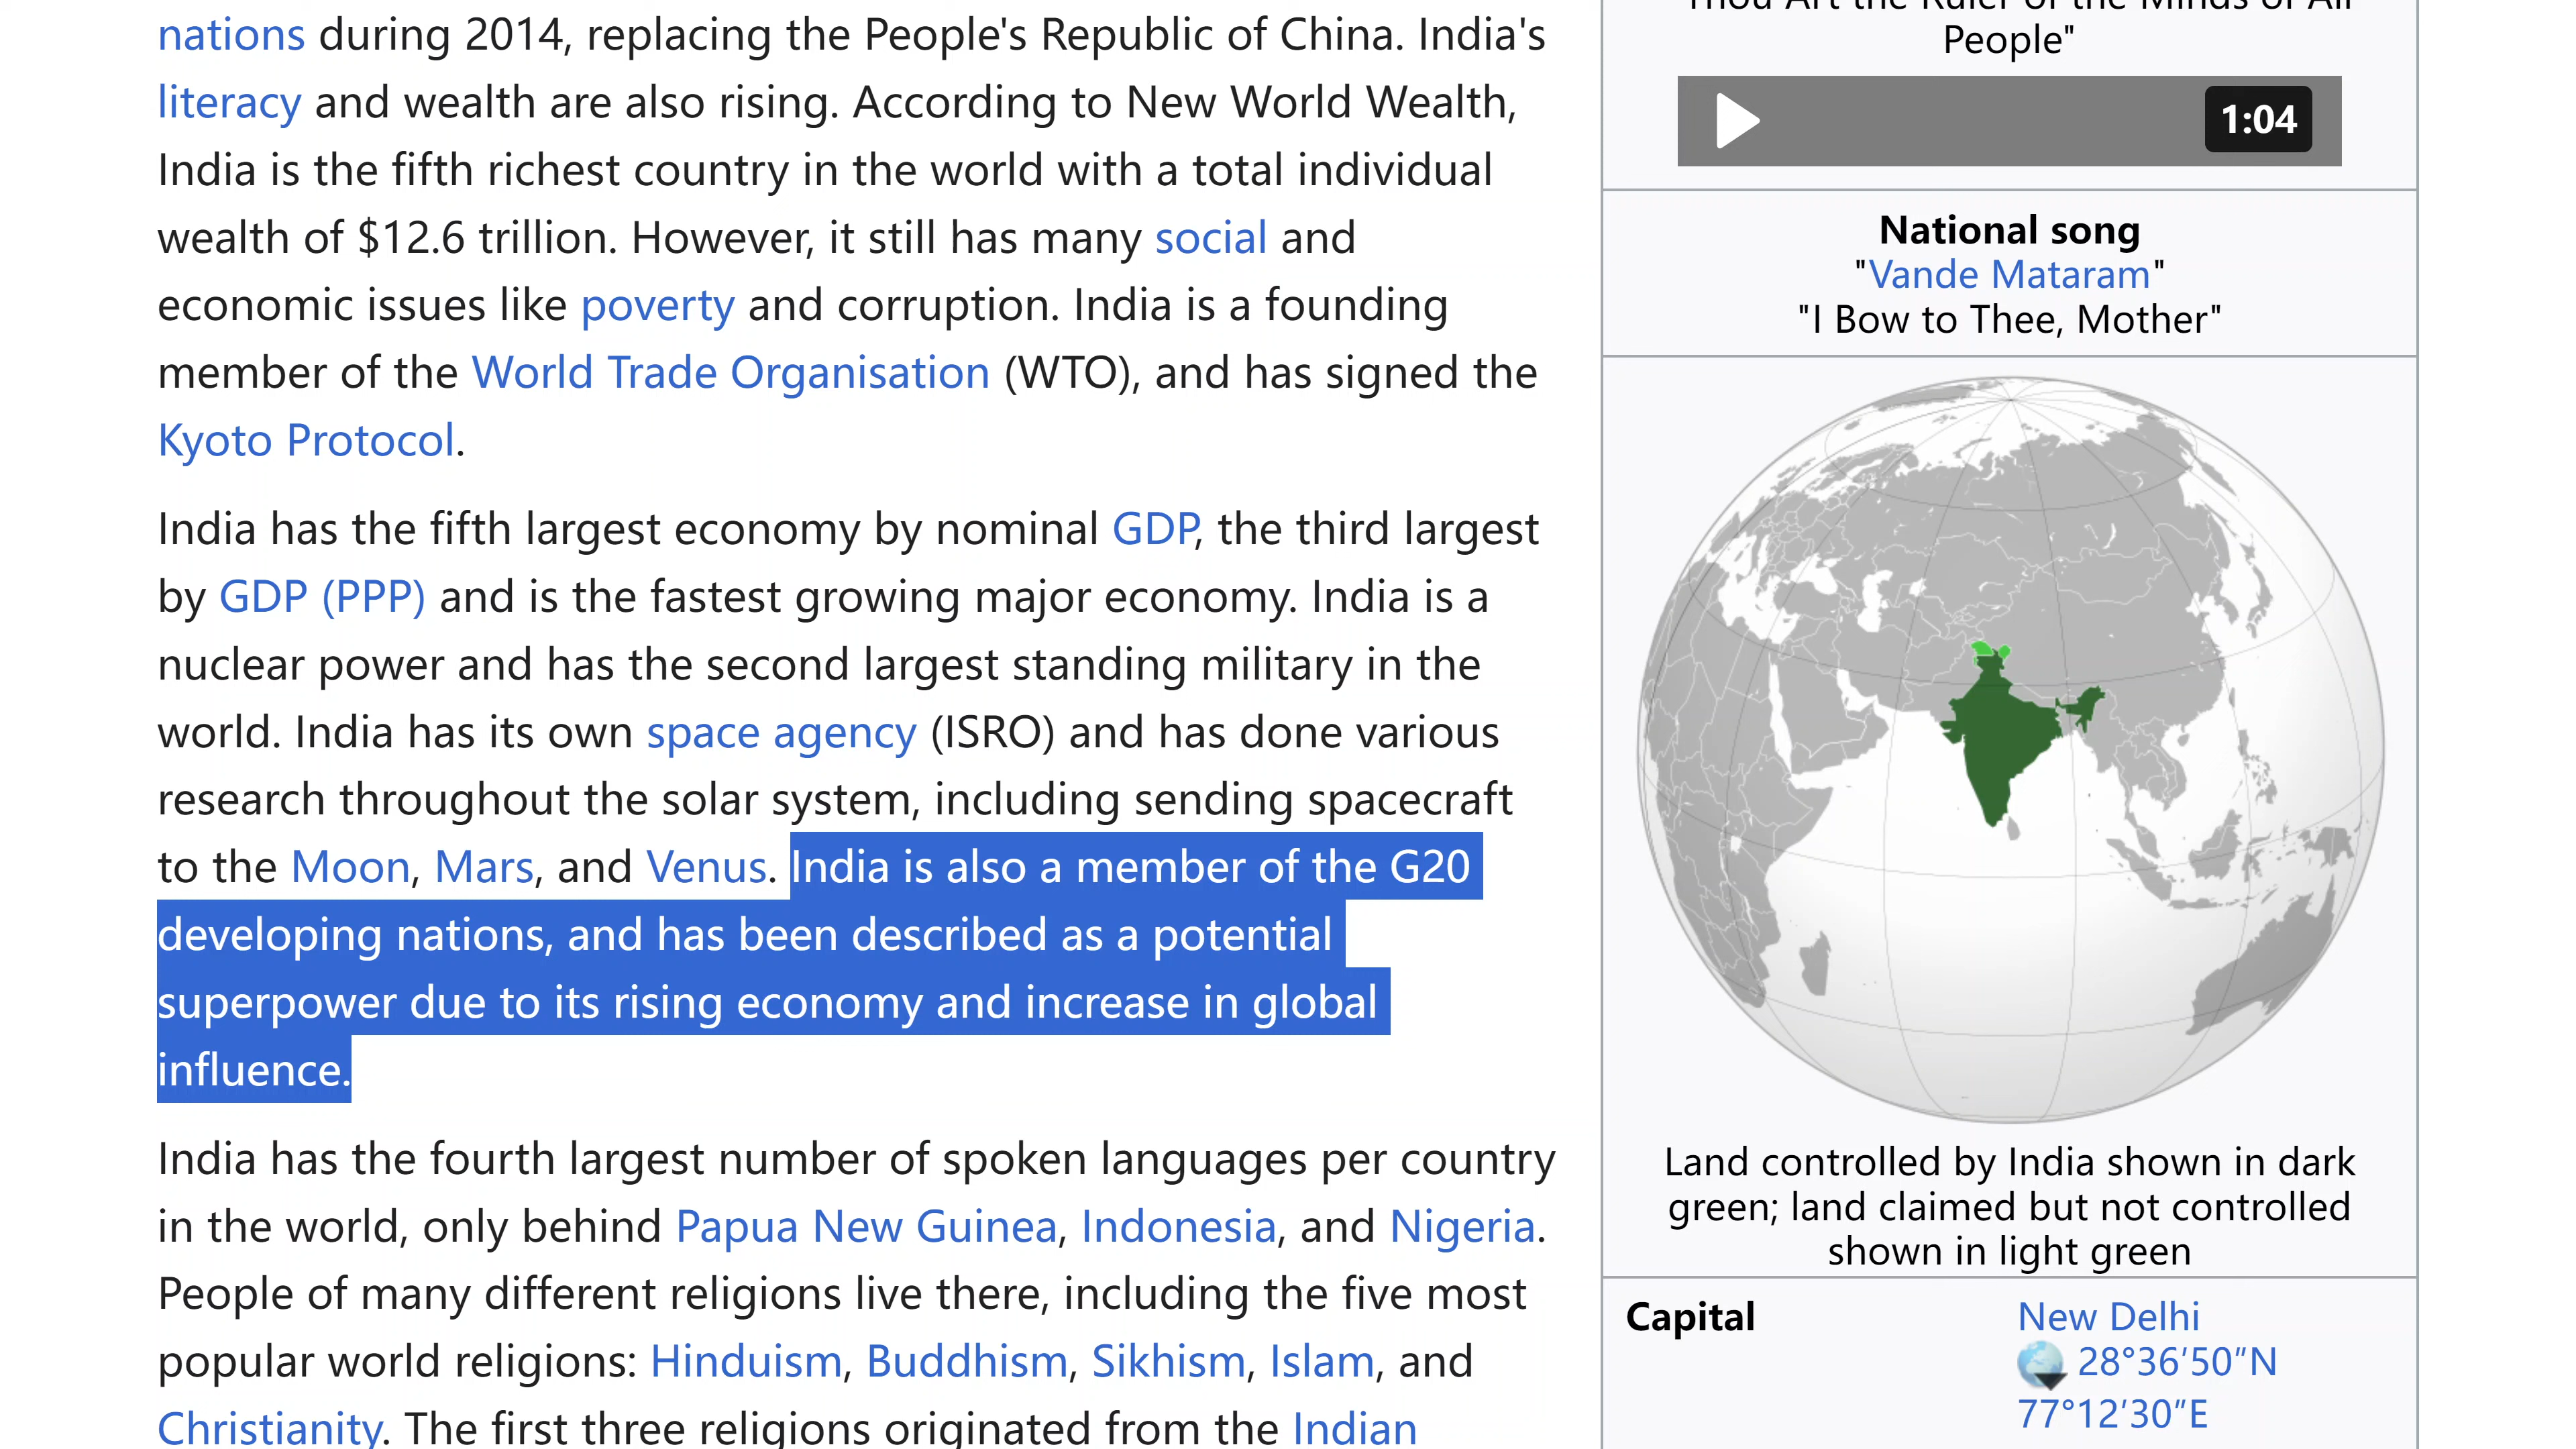 nations during 2014, replacing the People's Republic of China. India's
literacy and wealth are also rising. According to New World Wealth,
India is the fifth richest country in the world with a total individual
wealth of $12.6 trillion. However, it still has many social and
economic issues like poverty and corruption. India is a founding
member of the World Trade Organisation (WTO), and has signed the
Kyoto Protocol.
India has the fifth largest economy by nominal GDP, the third largest
by GDP (PPP) and is the fastest growing major economy. India is a
nuclear power and has the second largest standing military in the
world. India has its own space agency (ISRO) and has done various
research throughout the solar system, including sending spacecraft
to the Moon, Mars, and Venus. India is also a member of the G20
developing nations, and has been described as a potential
superpower due to its rising economy and increase in global
influence.
India has the fourth largest number of spoken languages per country
in the world, only behind Papua New Guinea, Indonesia, and Nigeria.
People of many different religions live there, including the five most
popular world religions: Hinduism, Buddhism, Sikhism, Islam, and
Christianity. The first three religions originated from the Indian
Thou Art the Ruler of the Minds of All
People"
1:04
National song
"Vande Mataram"
"I Bow to Thee, Mother"
Land controlled by India shown in dark
green; land claimed but not controlled
shown in light green
Capital
New Delhi
28°36′50″N
77°12′30″E